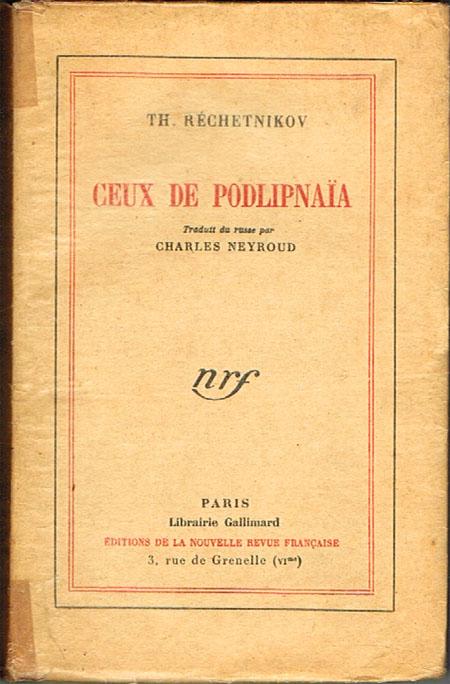 TH. RÉCHETNIKOV
CEUX DE PODLIPNAÏA
Traduit du russe par
CHARLES NEYROUD
nrf
PARIS
Librairie Gallimard
ÉDITIONS DE LA NOUVELLE REVUE FRANÇAISE
3, rue de Grenelle (VIme)